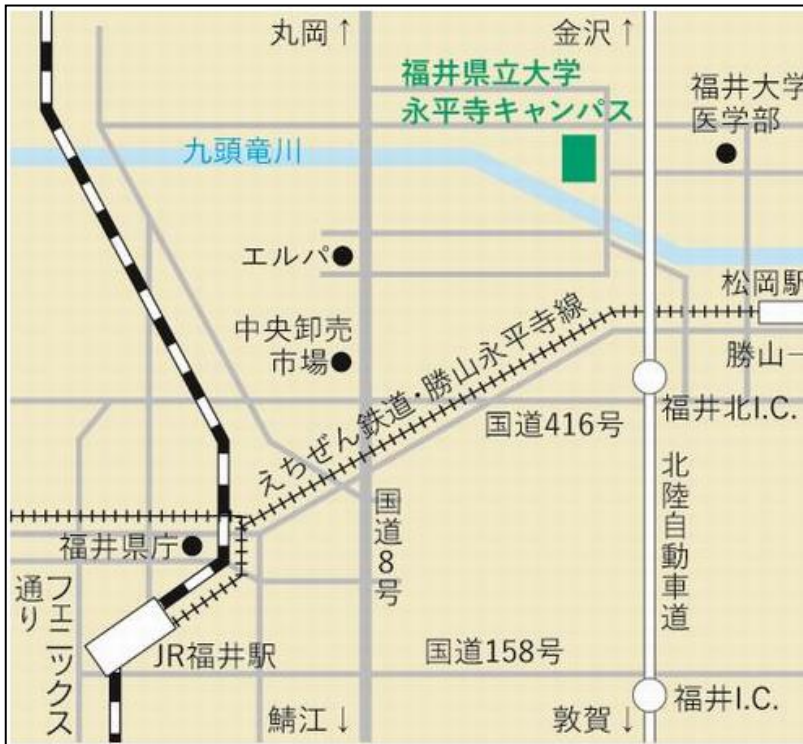 丸岡↑
金沢↑
福井県立大学
永平寺キャンパス
福井大学
医学部
九頭竜川
エルパ
松岡駅
中央卸売
市場
勝山→
福井北I.C.
えちぜん鉄道・勝山永平寺線
国道416号
北陸自動車道
国道8号
福井県庁
フェニックス
通り
JR福井駅
国道158号
福井I.C.
鯖江↓
敦賀↓